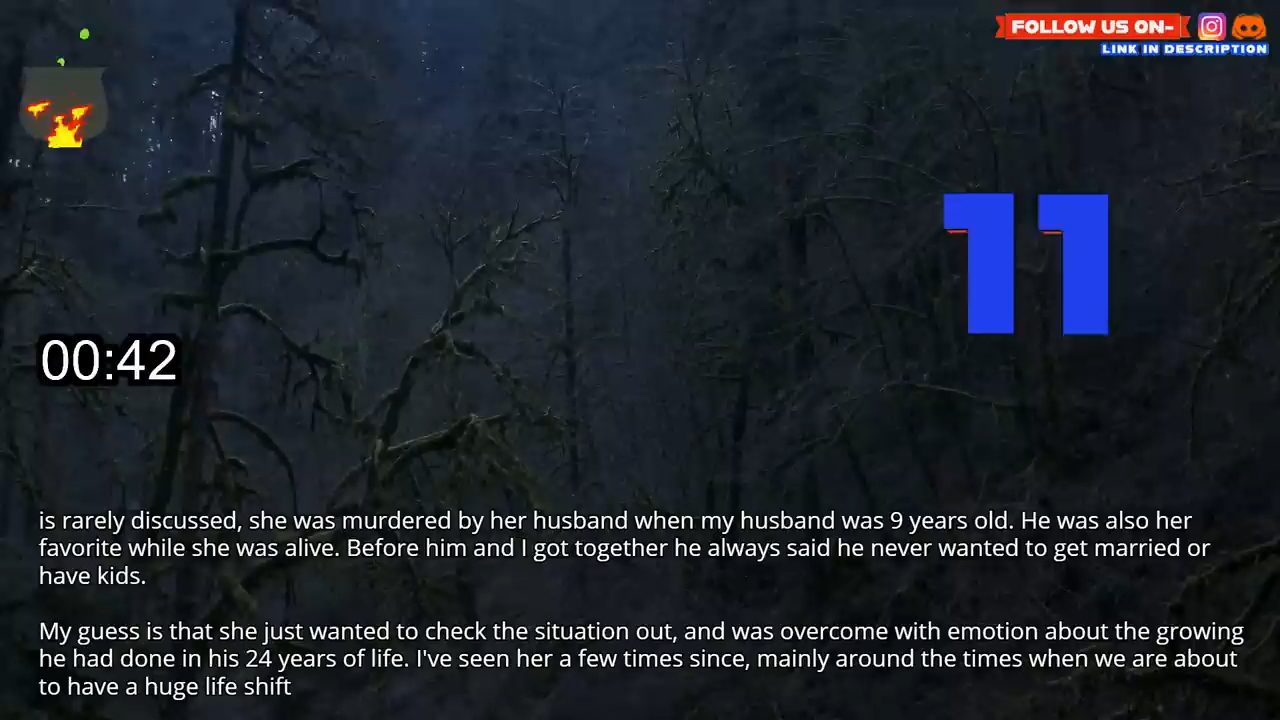 FOLLOW US ON-
LINK IN DESCRIPTION
11
00:42
is rarely discussed, she was murdered by her husband when my husband was 9 years old. He was also her
favorite while she was alive. Before him and I got together he always said he never wanted to get married or
have kids.
My guess is that she just wanted to check the situation out, and was overcome with emotion about the growing
he had done in his 24 years of life. I've seen her a few times since, mainly around the times when we are about
to have a huge life shift